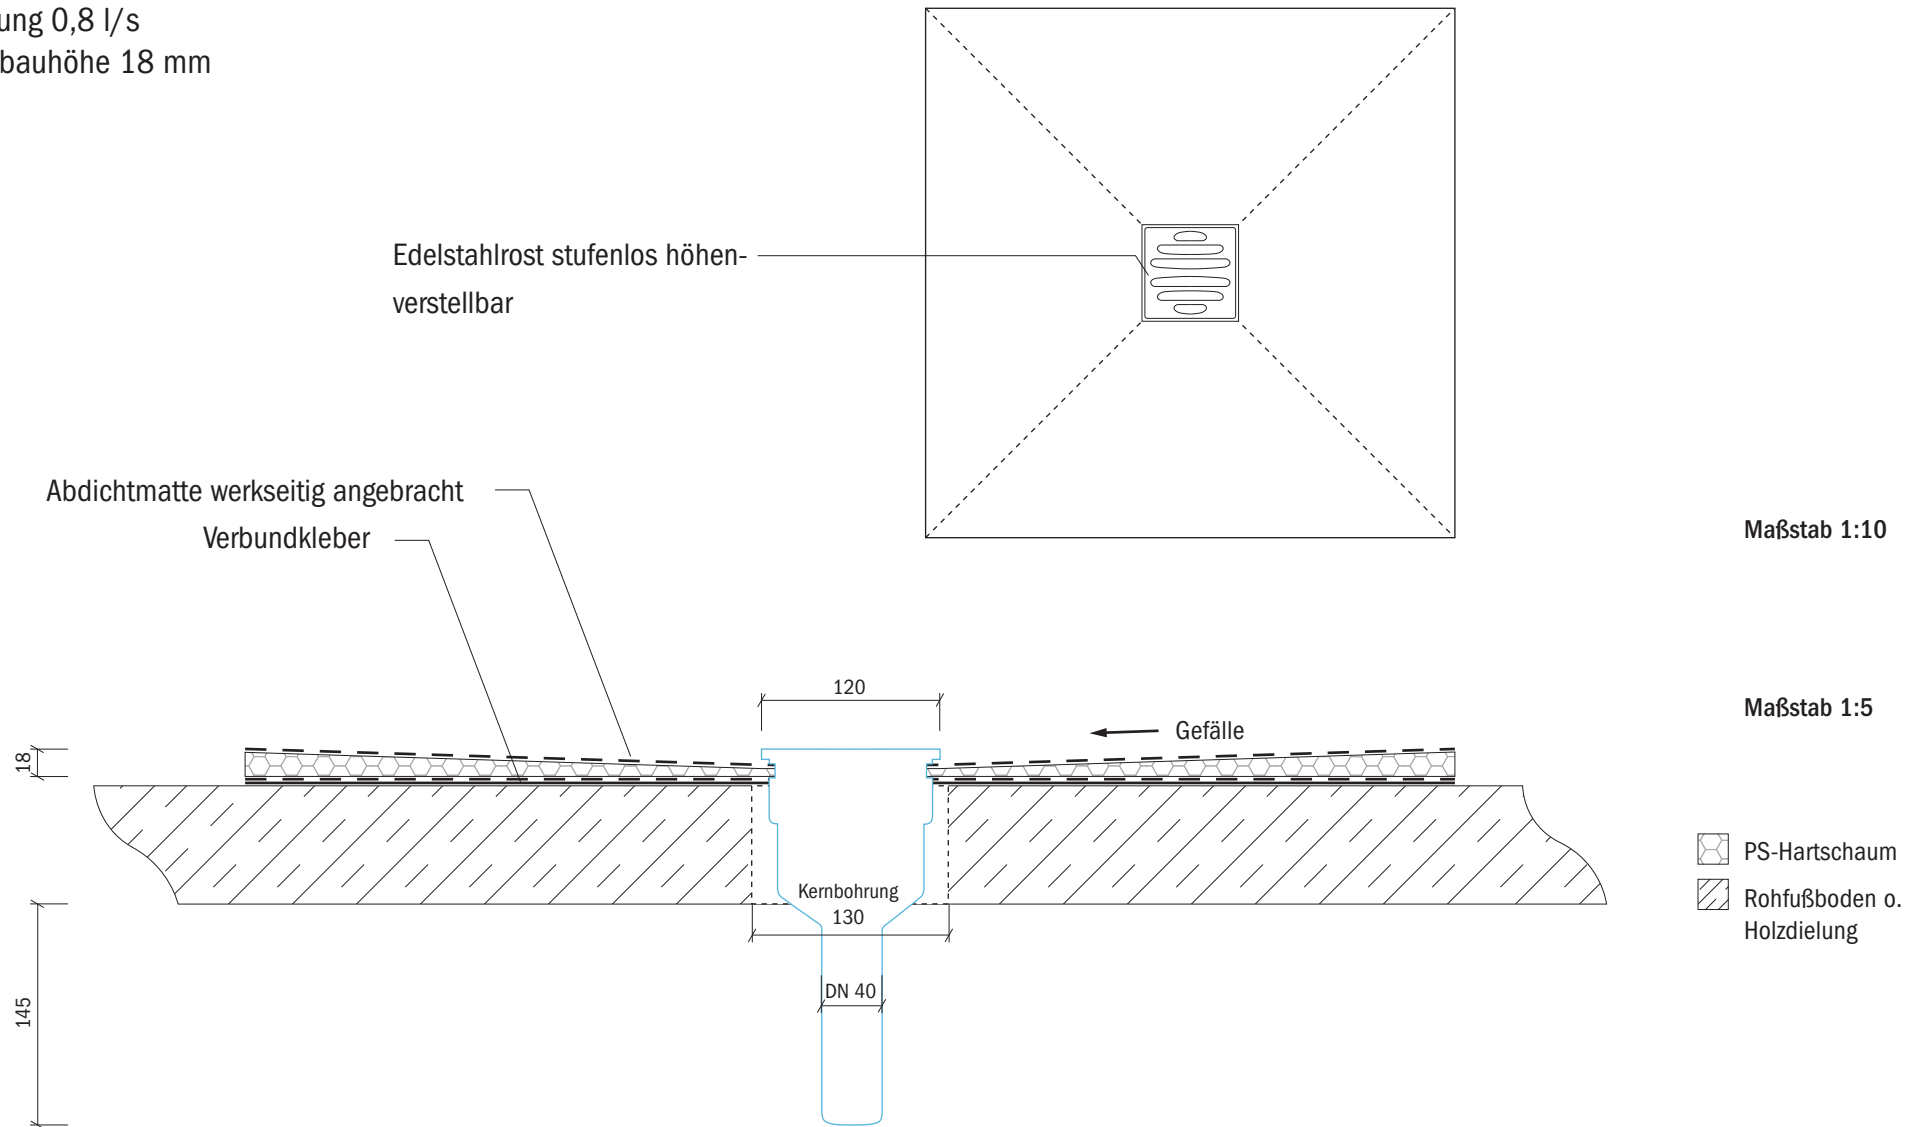 ung 0,8 l/s
bauhöhe 18 mm
Edelstahlrost stufenlos höhen-
verstellbar
Abdichtmatte werkseitig angebracht
Verbundkleber
Maßstab 1:10
120
Maßstab 1:5
Gefälle
18
PS-Hartschaum
Kernbohrung
130
Rohfußboden o.
Holzdielung
DN 40
145